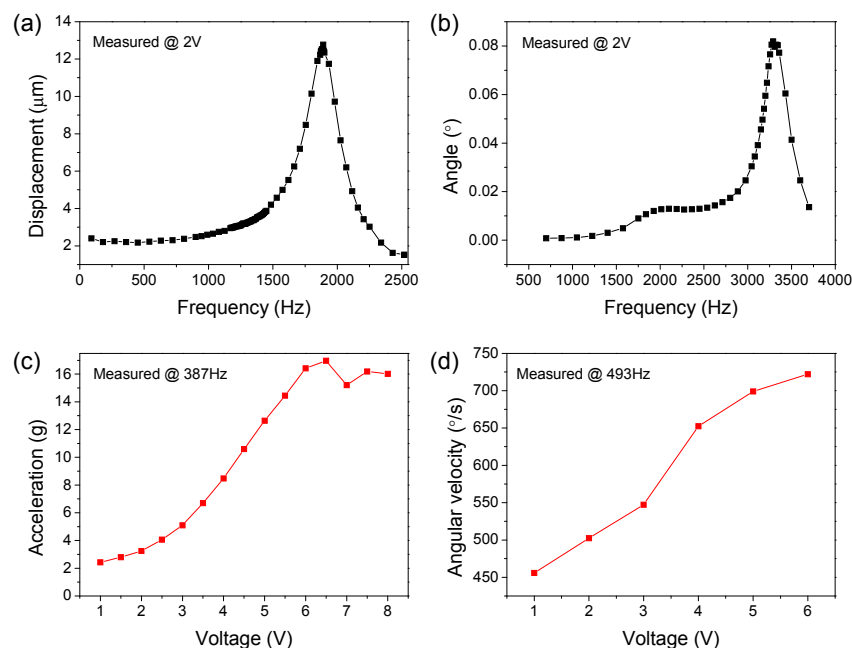 (a)
Measured @ 2V
14
12
10
8
6
4
2
Displacement (μm)
0 500 1000 1500 2000 2500
Frequency (Hz)
(b)
Measured @ 2V
0.08
0.06
0.04
0.02
0.00
Angle (°)
500 1000 1500 2000 2500 3000 3500 4000
Frequency (Hz)
(c)
Measured @ 387Hz
18
16
14
12
10
8
6
4
2
0
Acceleration (g)
1 2 3 4 5 6 7 8
Voltage (V)
(d)
Measured @ 493Hz
750
700
650
600
550
500
450
Angular velocity (°/s)
1 2 3 4 5 6
Voltage (V)